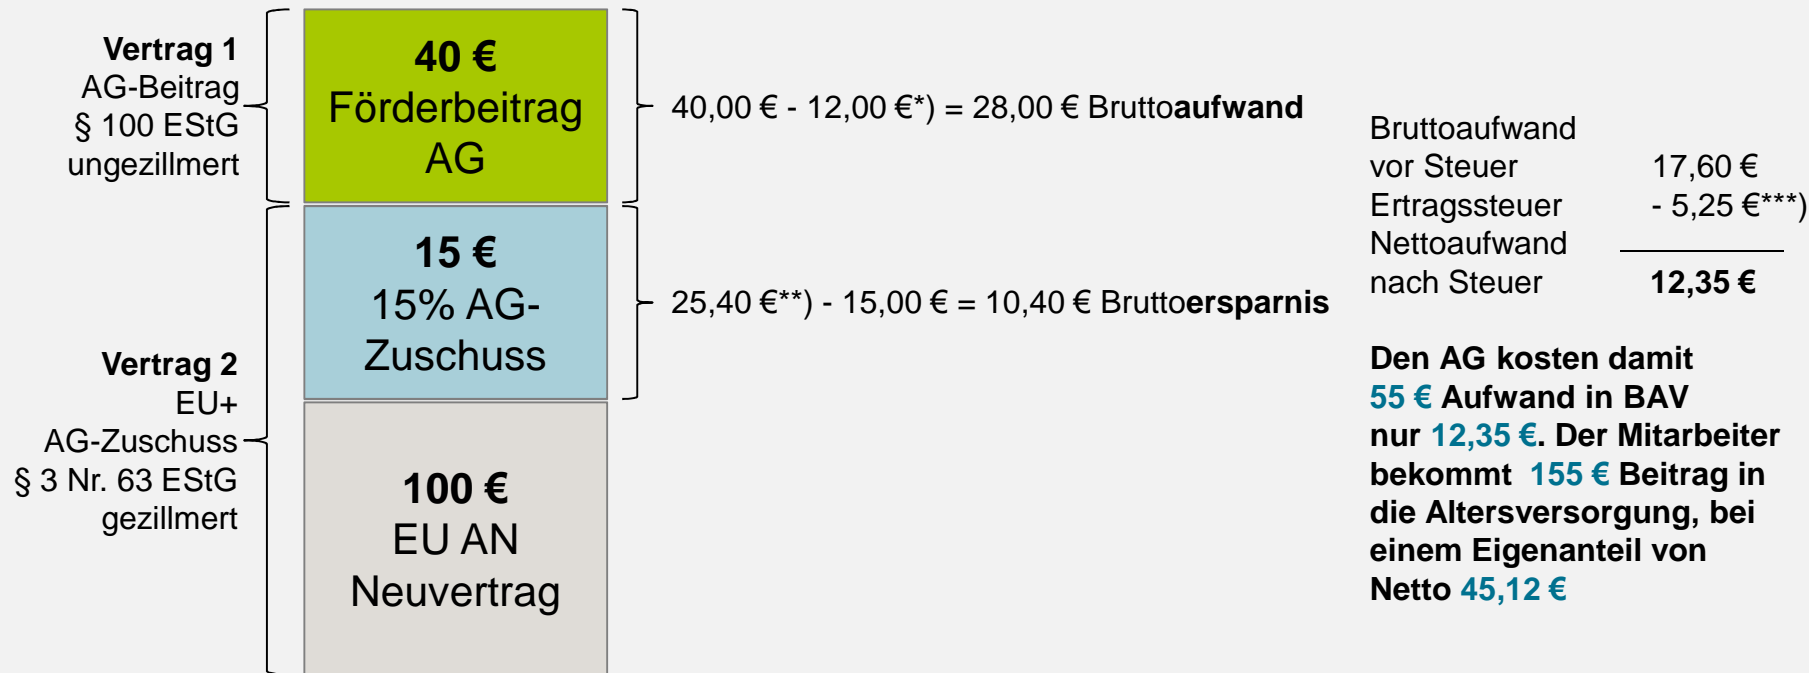 Vertrag 1
AG-Beitrag
§ 100 EStG
ungezillmert
40 €
Förderbeitrag
AG
40,00 € - 12,00 €*) = 28,00 € Bruttoaufwand
15 €
15% AG-
Zuschuss
25,40 €**) - 15,00 € = 10,40 € Bruttoersparnis
Vertrag 2
EU+
AG-Zuschuss
§ 3 Nr. 63 EStG
gezillmert
100 €
EU AN
Neuvertrag
Bruttoaufwand
vor Steuer 17,60 €
Ertragssteuer - 5,25 €***)
Nettoaufwand
nach Steuer 12,35 €
Den AG kosten damit
55 € Aufwand in BAV
nur 12,35 €. Der Mitarbeiter
bekommt 155 € Beitrag in
die Altersversorgung, bei
einem Eigenanteil von
Netto 45,12 €